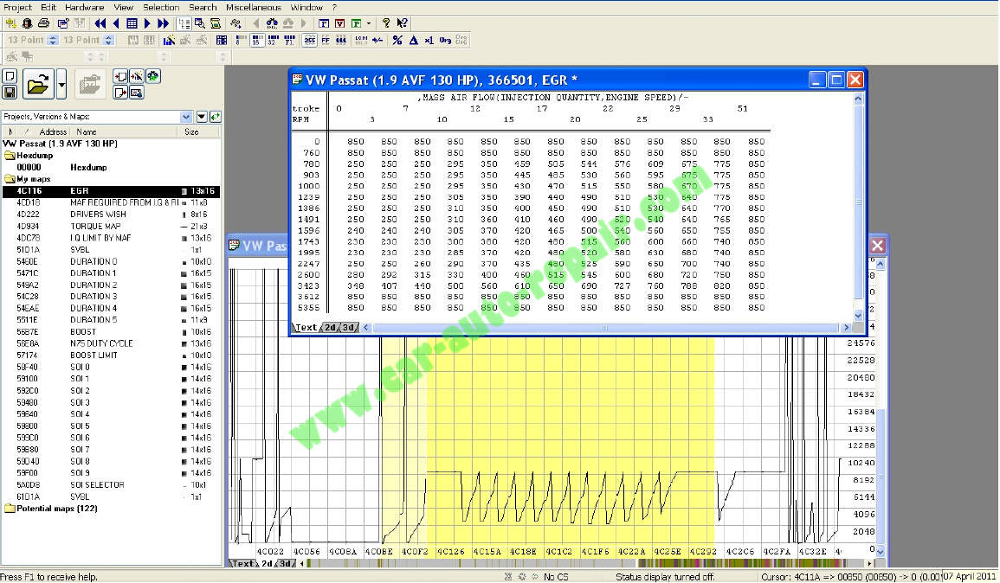 Project Edit Hardware View Selection Search Miscellaneous Window ?
13 Point 13 Point
Projects, Versions & Maps:
Address Name Size
VW Passat (1.9 AVF 130 HP)
Hexdump
00000 Hexdump
My maps
4C116 EGR 13x16
4CD18 MAF REQUIRED FROM I.Q & R 11x8
4D222 DRIVERS WISH 8x16
4D934 TORQUE MAP 21x3
4DC78 I.Q LIMIT BY MAF 13x16
51D1A SVBL 1x1
5460E DURATION 0 10x10
5471C DURATION 1 16x15
549A2 DURATION 2 16x15
54C28 DURATION 3 16x15
54EAE DURATION 4 16x15
5511E DURATION 5 11x9
56B7E BOOST 10x16
56E8A N75 DUTY CYCLE 13x16
57174 BOOST LIMIT 10x10
58F40 SOI 0 14x16
59100 SOI 1 14x16
592C0 SOI 2 14x16
59480 SOI 3 14x16
59640 SOI 4 14x16
59800 SOI 5 14x16
599C0 SOI 6 14x16
59B80 SOI 7 14x16
59D40 SOI 8 14x16
59F00 SOI 9 14x16
5A0D8 SOI SELECTOR 10x1
61D1A SVBL 1x1
Potential maps (122)
VW Passat (1.9 AVF 130 HP), 366501, EGR *
,MASS AIR FLOW(INJECTION QUANTITY,ENGINE SPEED)/-
troke 0 7 12 17 22 29 51
RPM 3 10 15 20 25 33
0 850 850 850 850 850 850 850 850 850 850 850 850 850
760 850 850 850 850 850 850 850 850 850 850 850 850 850
780 250 250 250 295 350 459 505 544 576 609 675 775 850
903 250 250 250 295 350 445 485 530 560 595 675 775 850
1000 250 250 250 295 350 430 470 515 550 580 670 775 850
1239 250 250 250 305 350 390 440 490 510 530 640 775 850
1386 250 250 250 310 350 400 450 490 510 530 640 770 850
1491 250 250 250 310 360 410 460 490 520 540 640 765 850
1596 240 240 240 305 370 420 465 500 540 560 650 755 850
1743 230 230 230 300 380 420 480 515 560 600 660 740 850
1995 230 230 230 285 370 420 480 520 580 630 680 740 850
2247 250 250 260 290 370 435 480 525 590 650 700 740 850
2600 280 292 315 330 400 460 515 545 600 680 720 750 850
3423 348 407 440 500 560 610 650 690 727 760 788 820 850
3612 850 850 850 850 850 850 850 850 850 850 850 850 850
5355 850 850 850 850 850 850 850 850 850 850 850 850 850
Text 2d 3d
VW Pas
24576
22528
20480
18432
16384
14336
12288
10240
8192
6144
4096
2048
0
4C022 4C056 4C08A 4C0BE 4C0F2 4C126 4C15A 4C18E 4C1C2 4C1F6 4C22A 4C25E 4C292 4C2C6 4C2FA 4C32E
Text 2d 3d
www.car-auto-repair.com
Press F1 to receive help. No CS Status display turned off. Cursor: 4C11A => 00850 (00850) -> 0 (0.00 07 April 2011